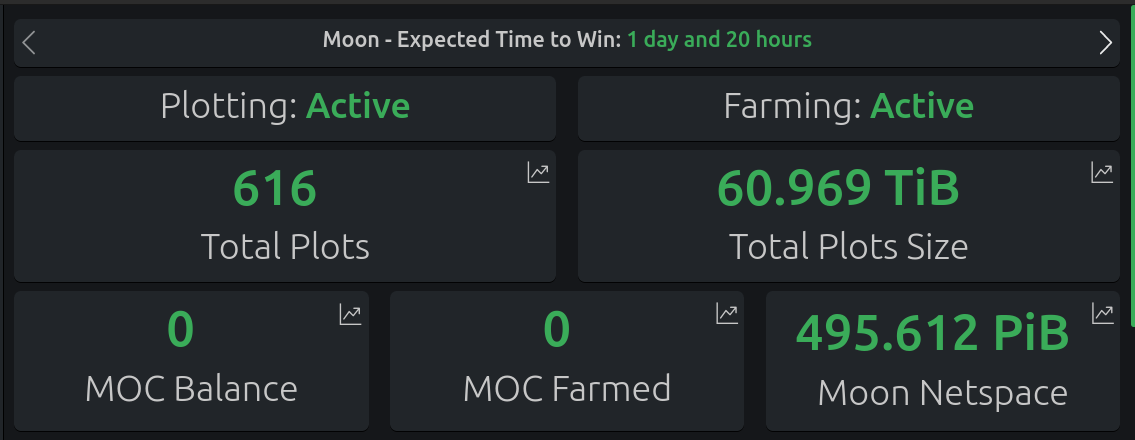 Moon - Expected Time to Win: 1 day and 20 hours
Plotting: Active
Farming: Active
616
Total Plots
60.969 TiB
Total Plots Size
0
MOC Balance
0
MOC Farmed
495.612 PiB
Moon Netspace